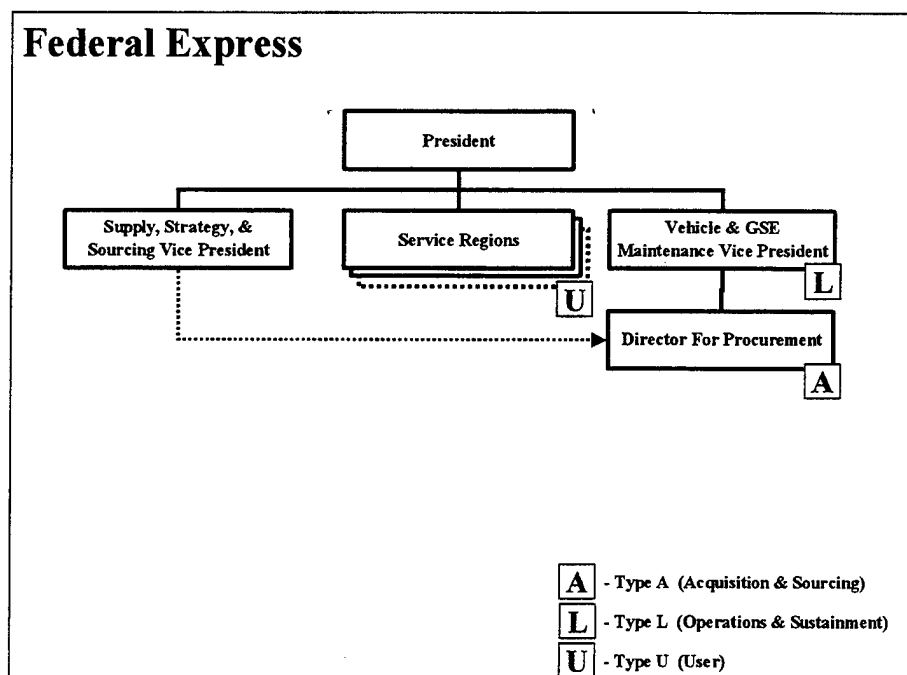 Federal Express
President
Supply, Strategy, &
Sourcing Vice President
Service Regions
U
Vehicle & GSE
Maintenance Vice President
L
Director For Procurement
A
A - Type A (Acquisition & Sourcing)
L - Type L (Operations & Sustainment)
U - Type U (User)